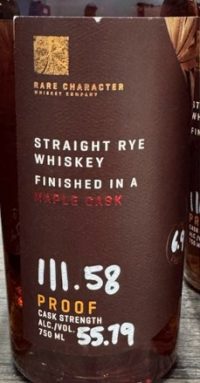 RARE CHARACTER
WHISKEY COMPANY
STRAIGHT RYE
WHISKEY
FINISHED IN A
MAPLE CASK
111.58
PROOF
CASK STRENGTH
ALC./VOL. 55.79
750 ML